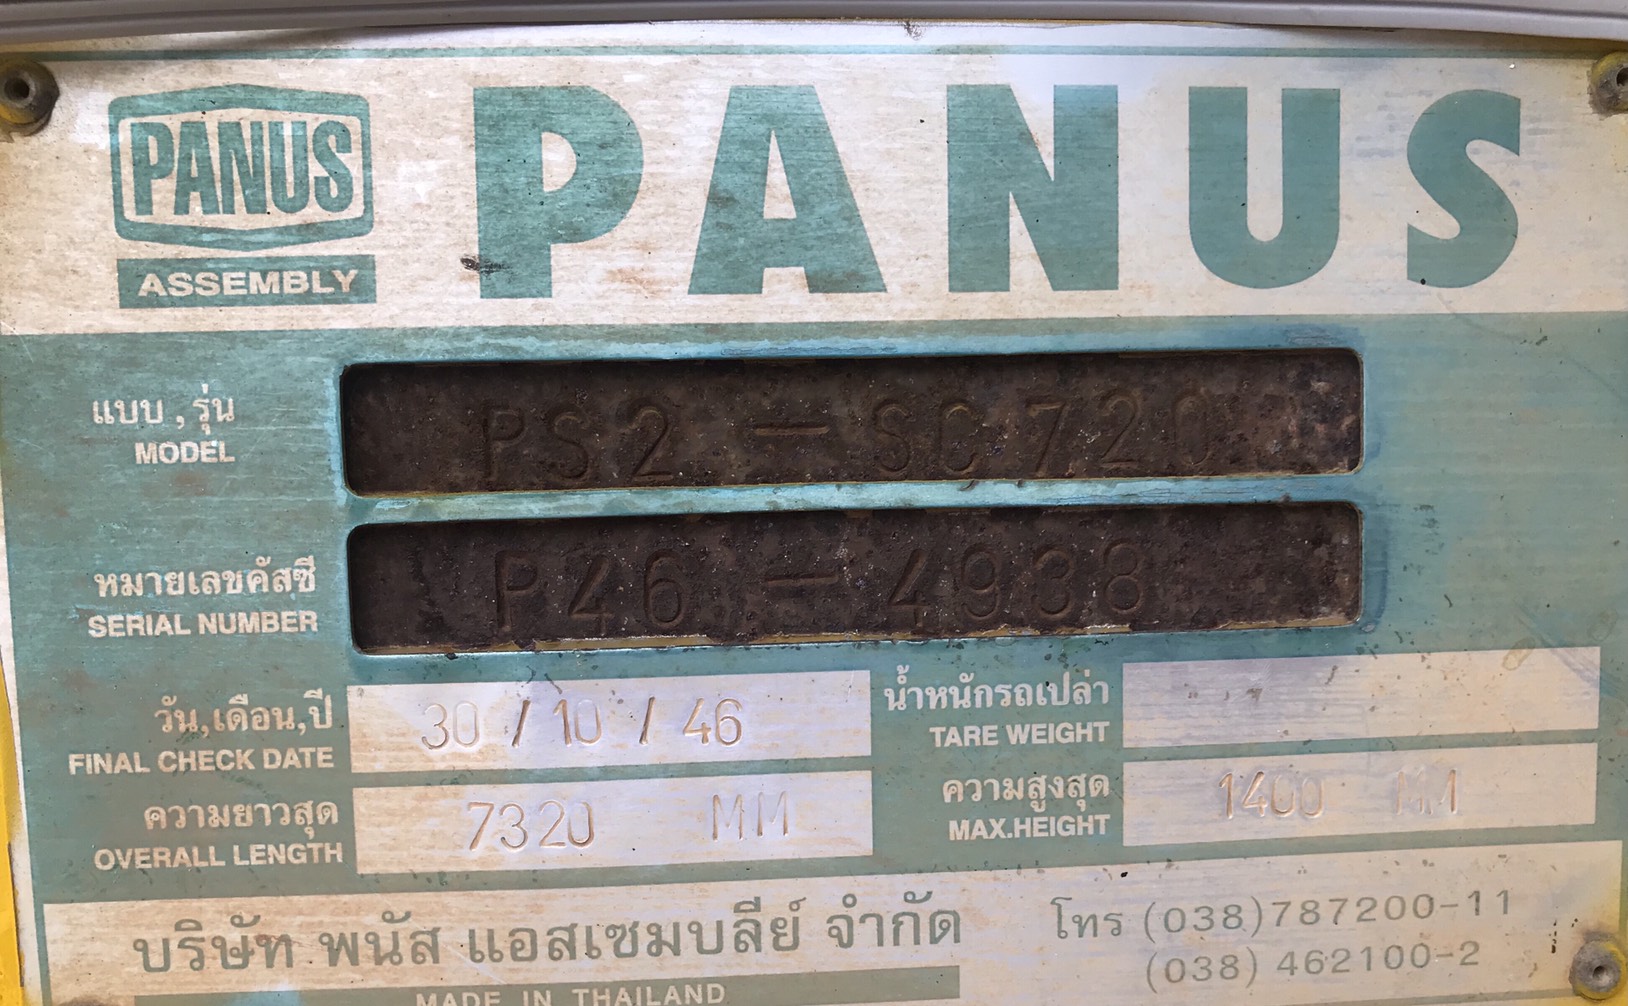 PANUS
ASSEMBLY
PANUS
แบบ , รุ่น
MODEL
PS2 - SC 720
หมายเลขคัสซี
SERIAL NUMBER
P46 - 4938
วัน,เดือน,ปี
FINAL CHECK DATE
30 / 10 / 46
น้ำหนักรถเปล่า
TARE WEIGHT
ความยาวสุด
OVERALL LENGTH
7320 MM
ความสูงสุด
MAX.HEIGHT
1400 MM
บริษัท พนัส แอสเซมบลีย์ จำกัด
MADE IN THAILAND
โทร (038)787200-11
(038) 462100-2